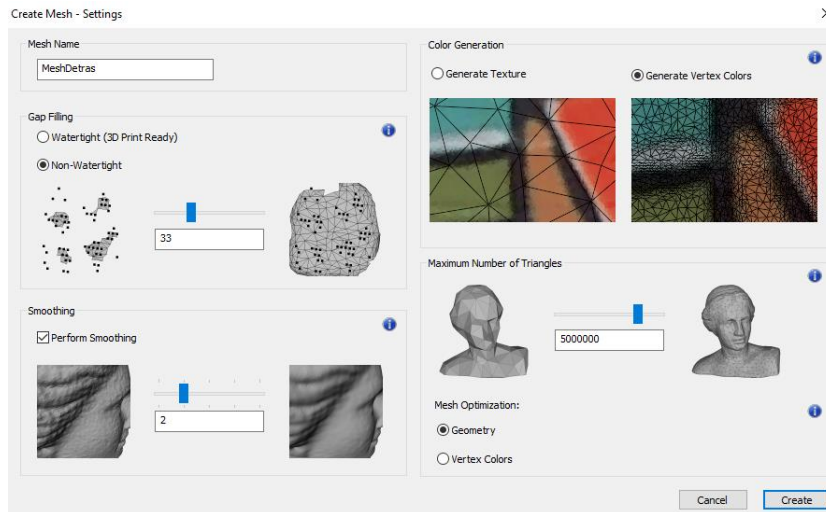 Create Mesh - Settings
Mesh Name
MeshDetras
Gap Filling
Watertight (3D Print Ready)
Non-Watertight
33
Smoothing
Perform Smoothing
2
Color Generation
Generate Texture
Generate Vertex Colors
Maximum Number of Triangles
5000000
Mesh Optimization:
Geometry
Vertex Colors
Cancel
Create